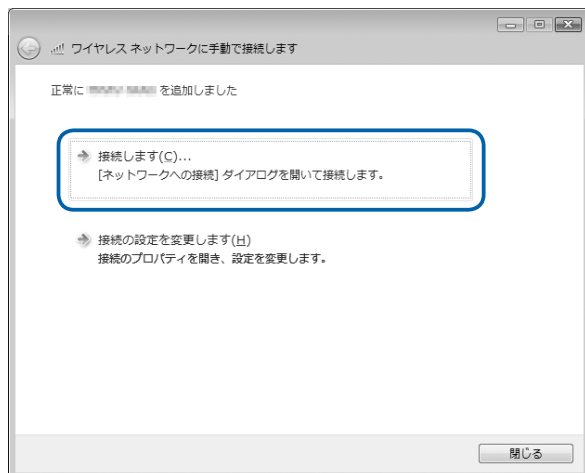 ワイヤレス ネットワークに手動で接続します
正常に を追加しました
接続します(C)...
[ネットワークへの接続] ダイアログを開いて接続します。
接続の設定を変更します(H)
接続のプロパティを開き、設定を変更します。
閉じる